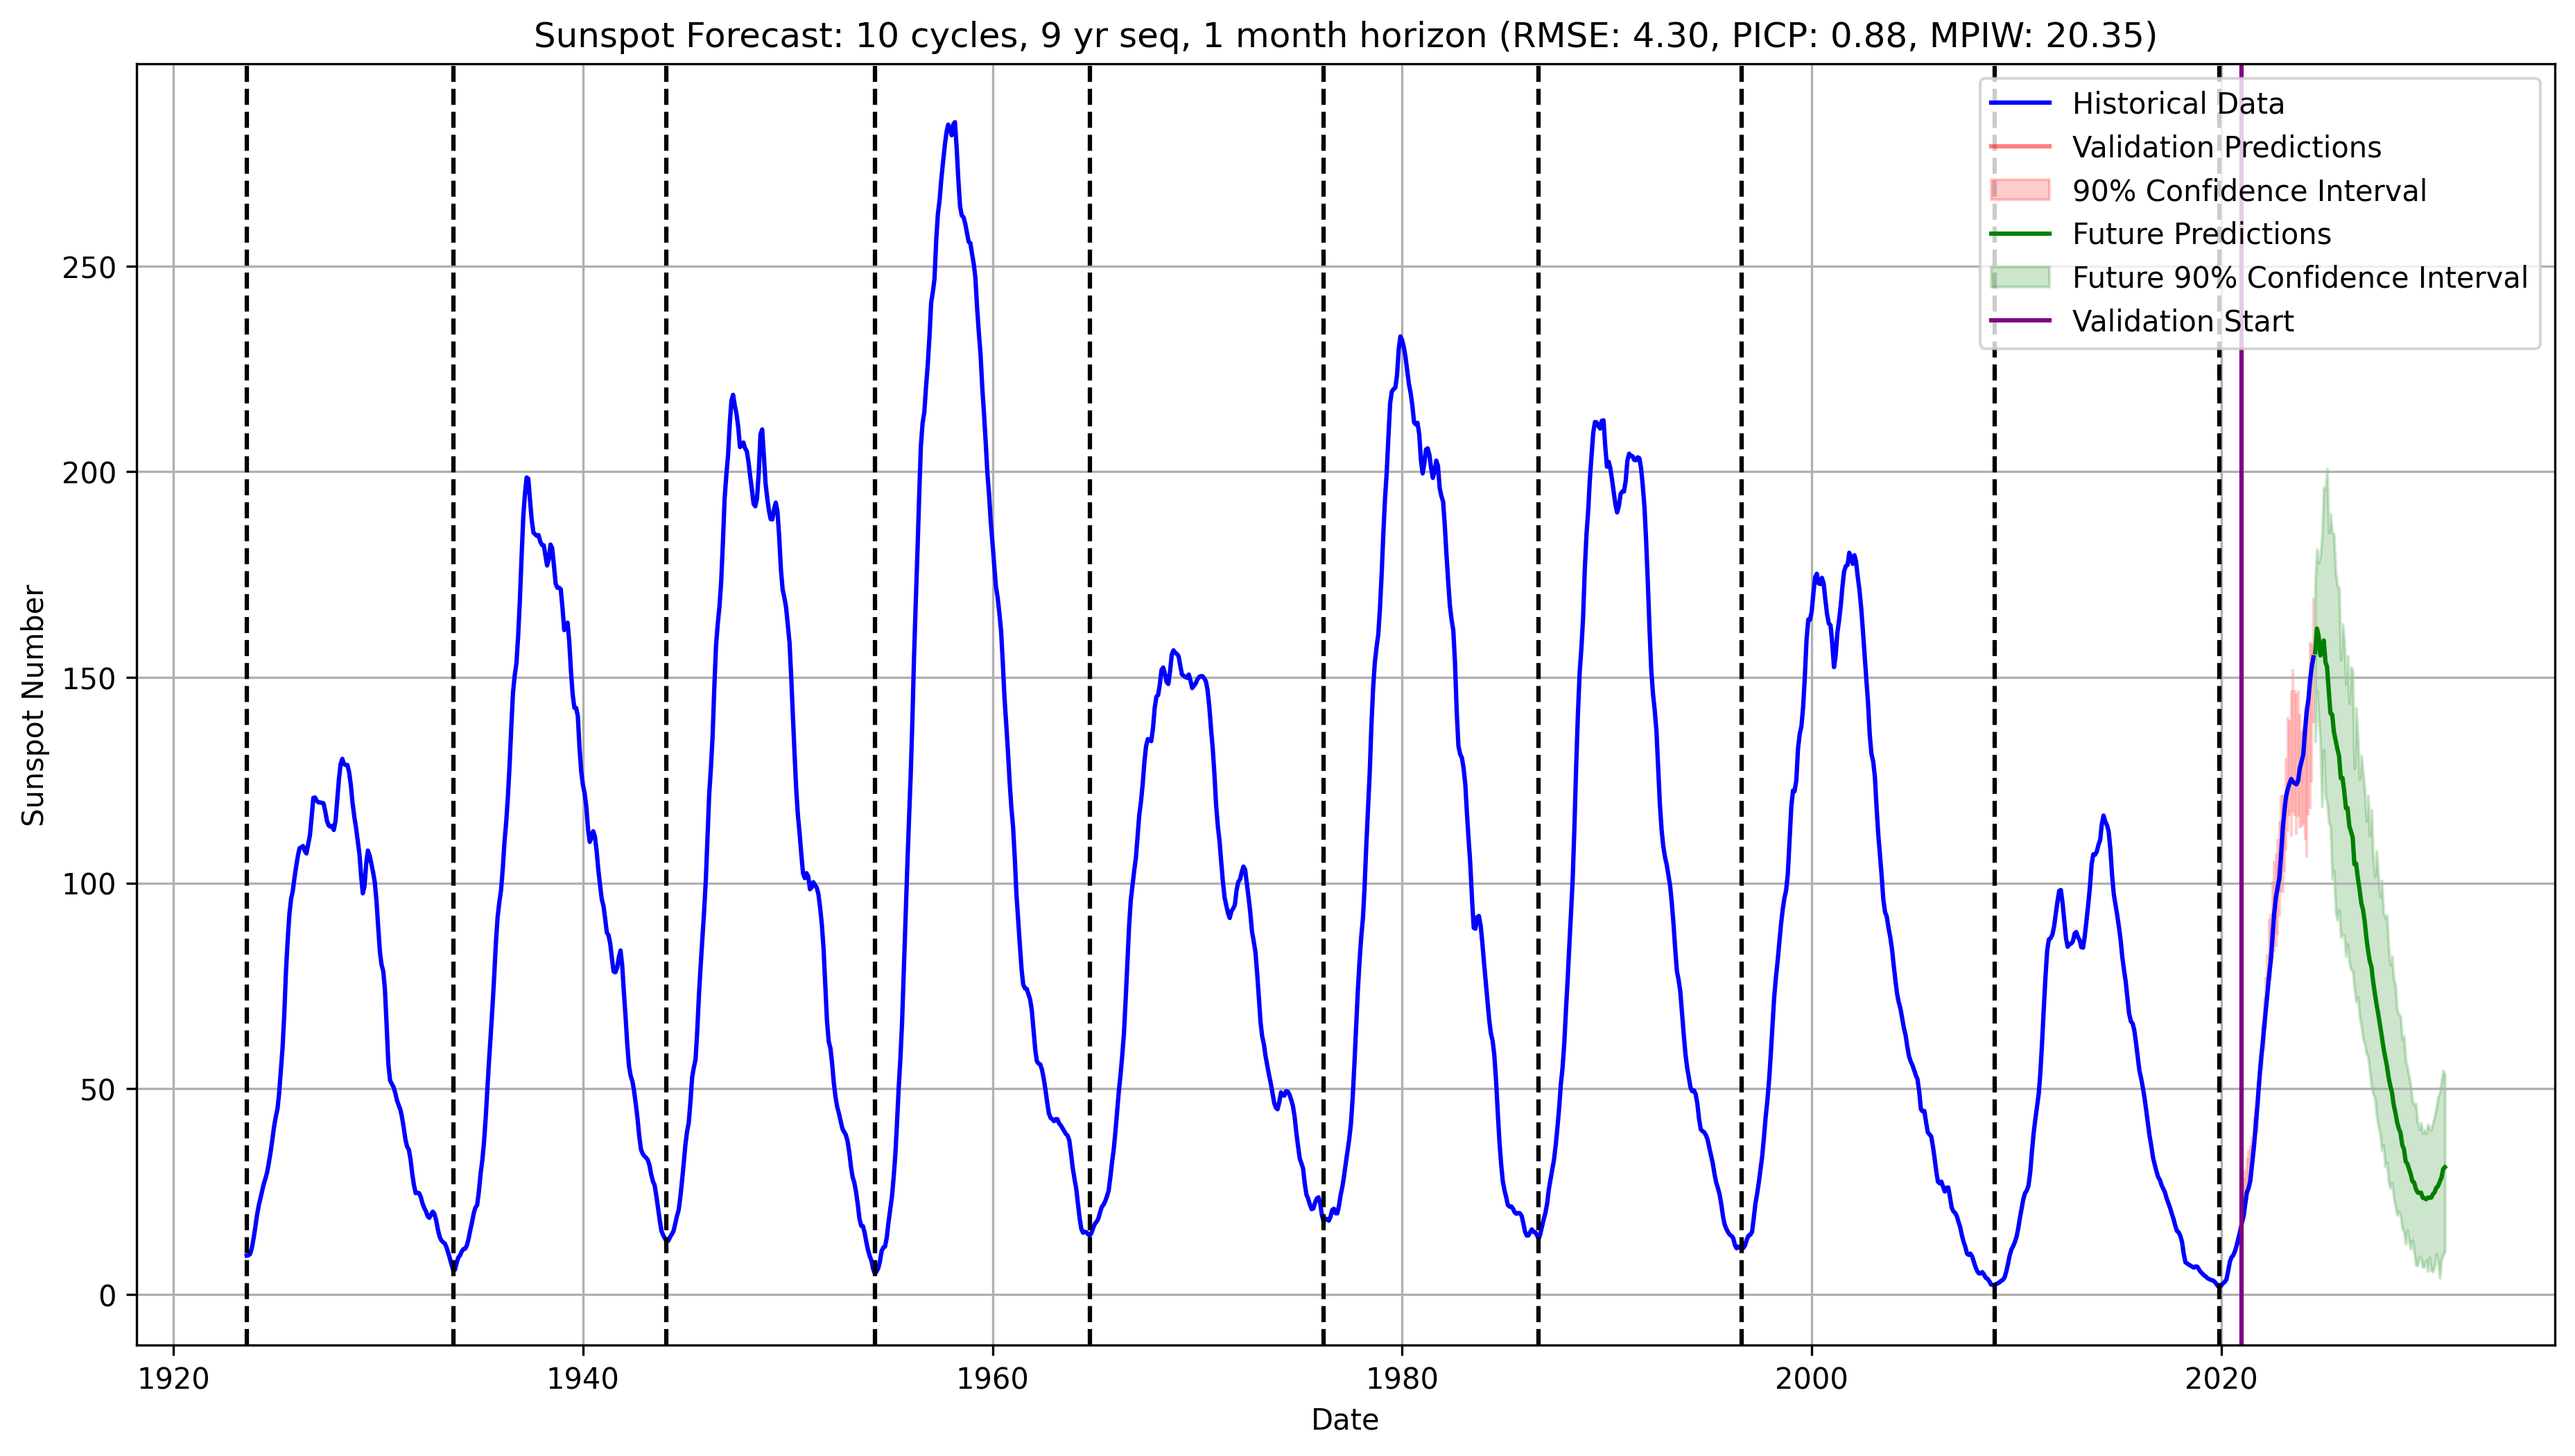 Sunspot Forecast: 10 cycles, 9 yr seq, 1 month horizon (RMSE: 4.30, PICP: 0.88, MPIW: 20.35)
Historical Data
Validation Predictions
90% Confidence Interval
Future Predictions
Future 90% Confidence Interval
Validation Start
Sunspot Number
250
200
150
100
50
0
1920 1940 1960 1980 2000 2020
Date